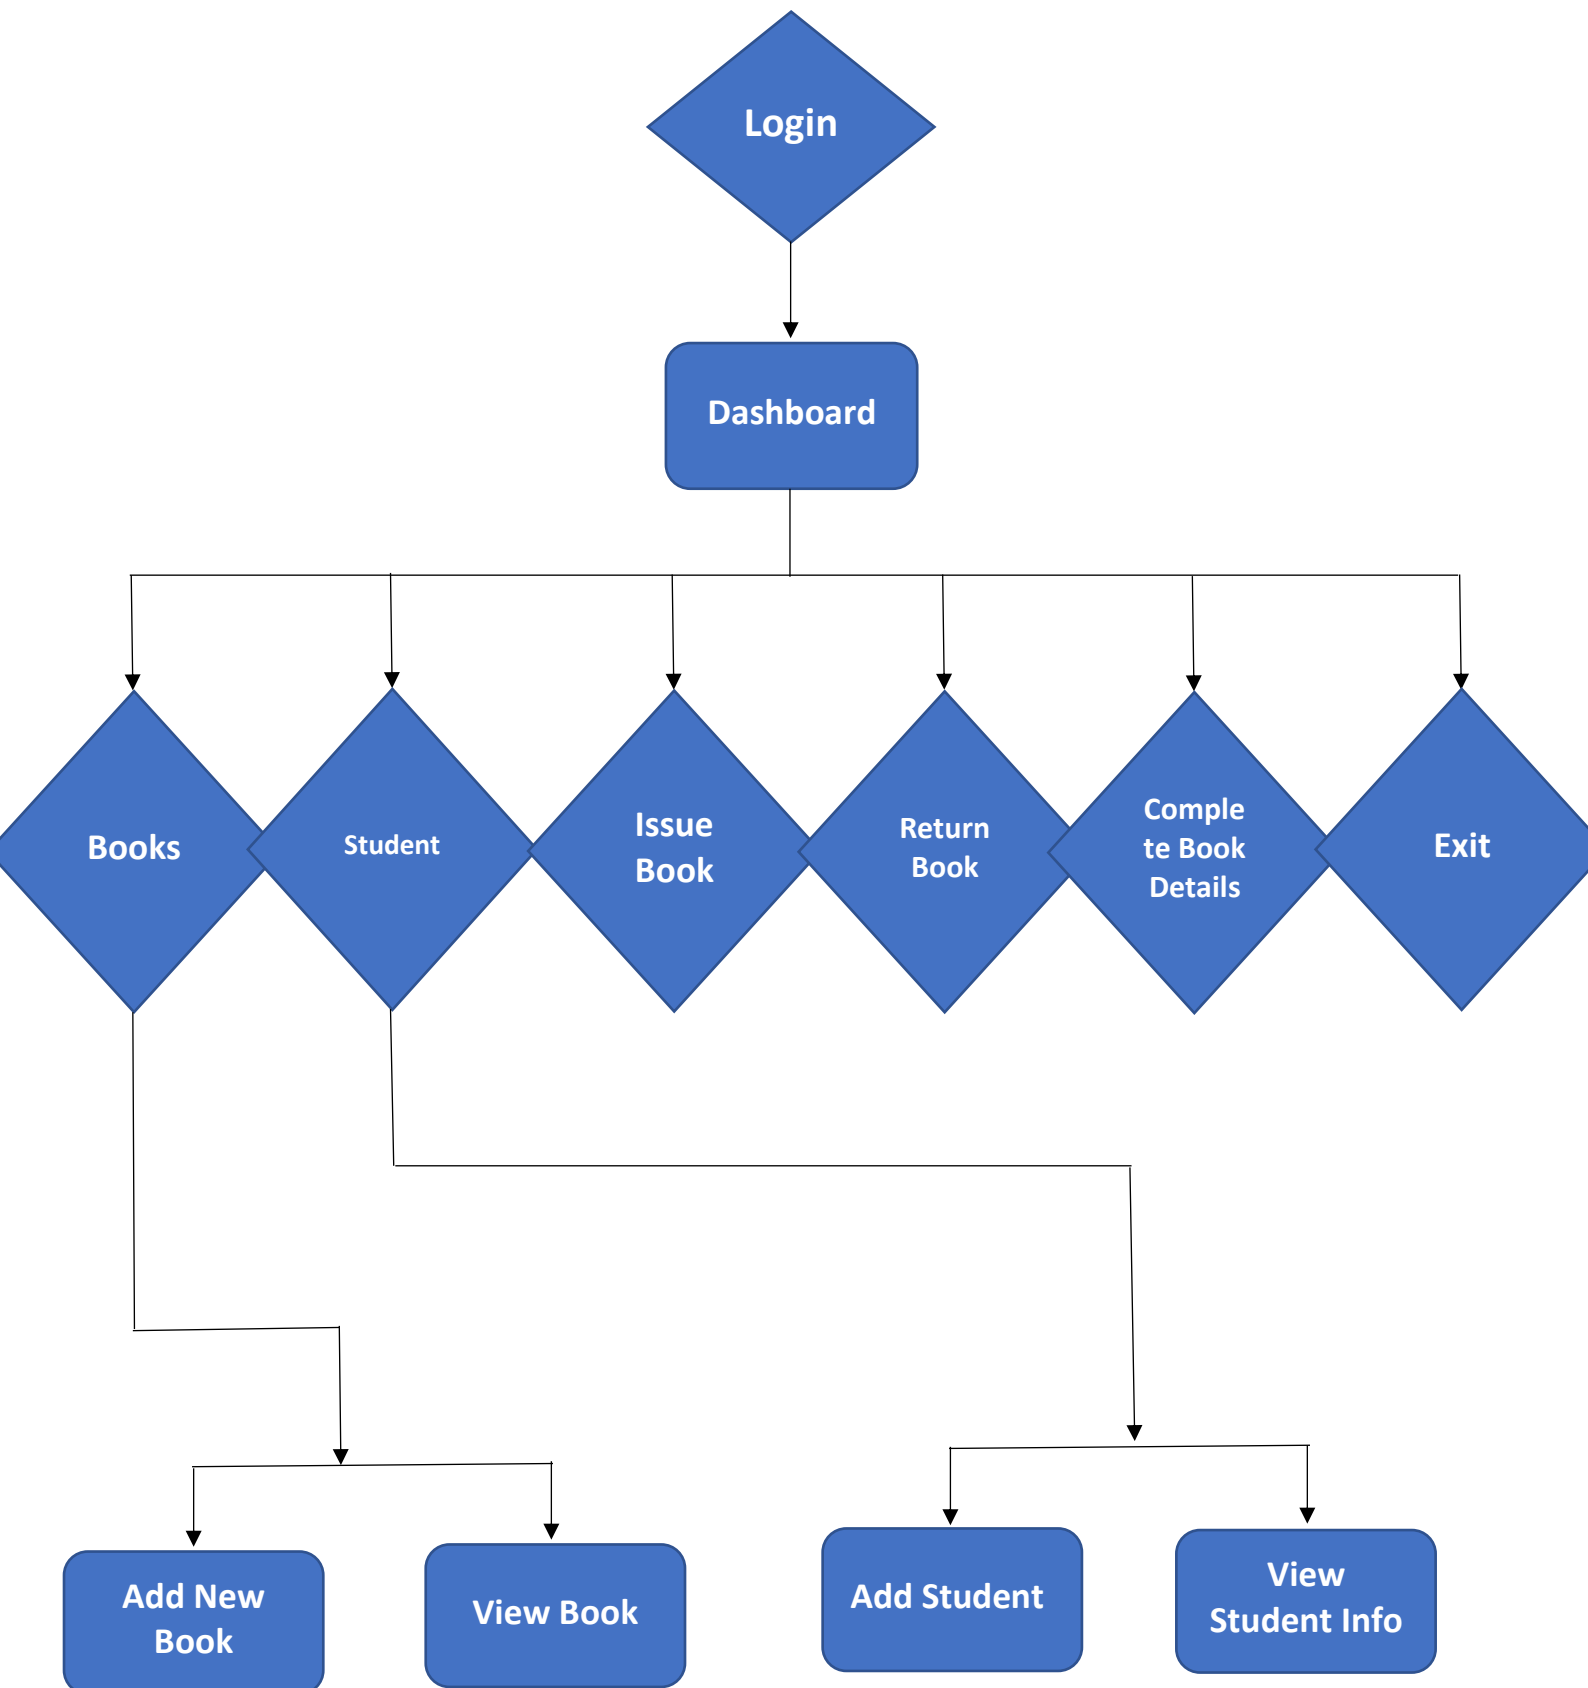 Login
Dashboard
Books
Student
Issue
Book
Return
Book
Comple
te Book
Details
Exit
Add New
Book
View Book
Add Student
View
Student Info